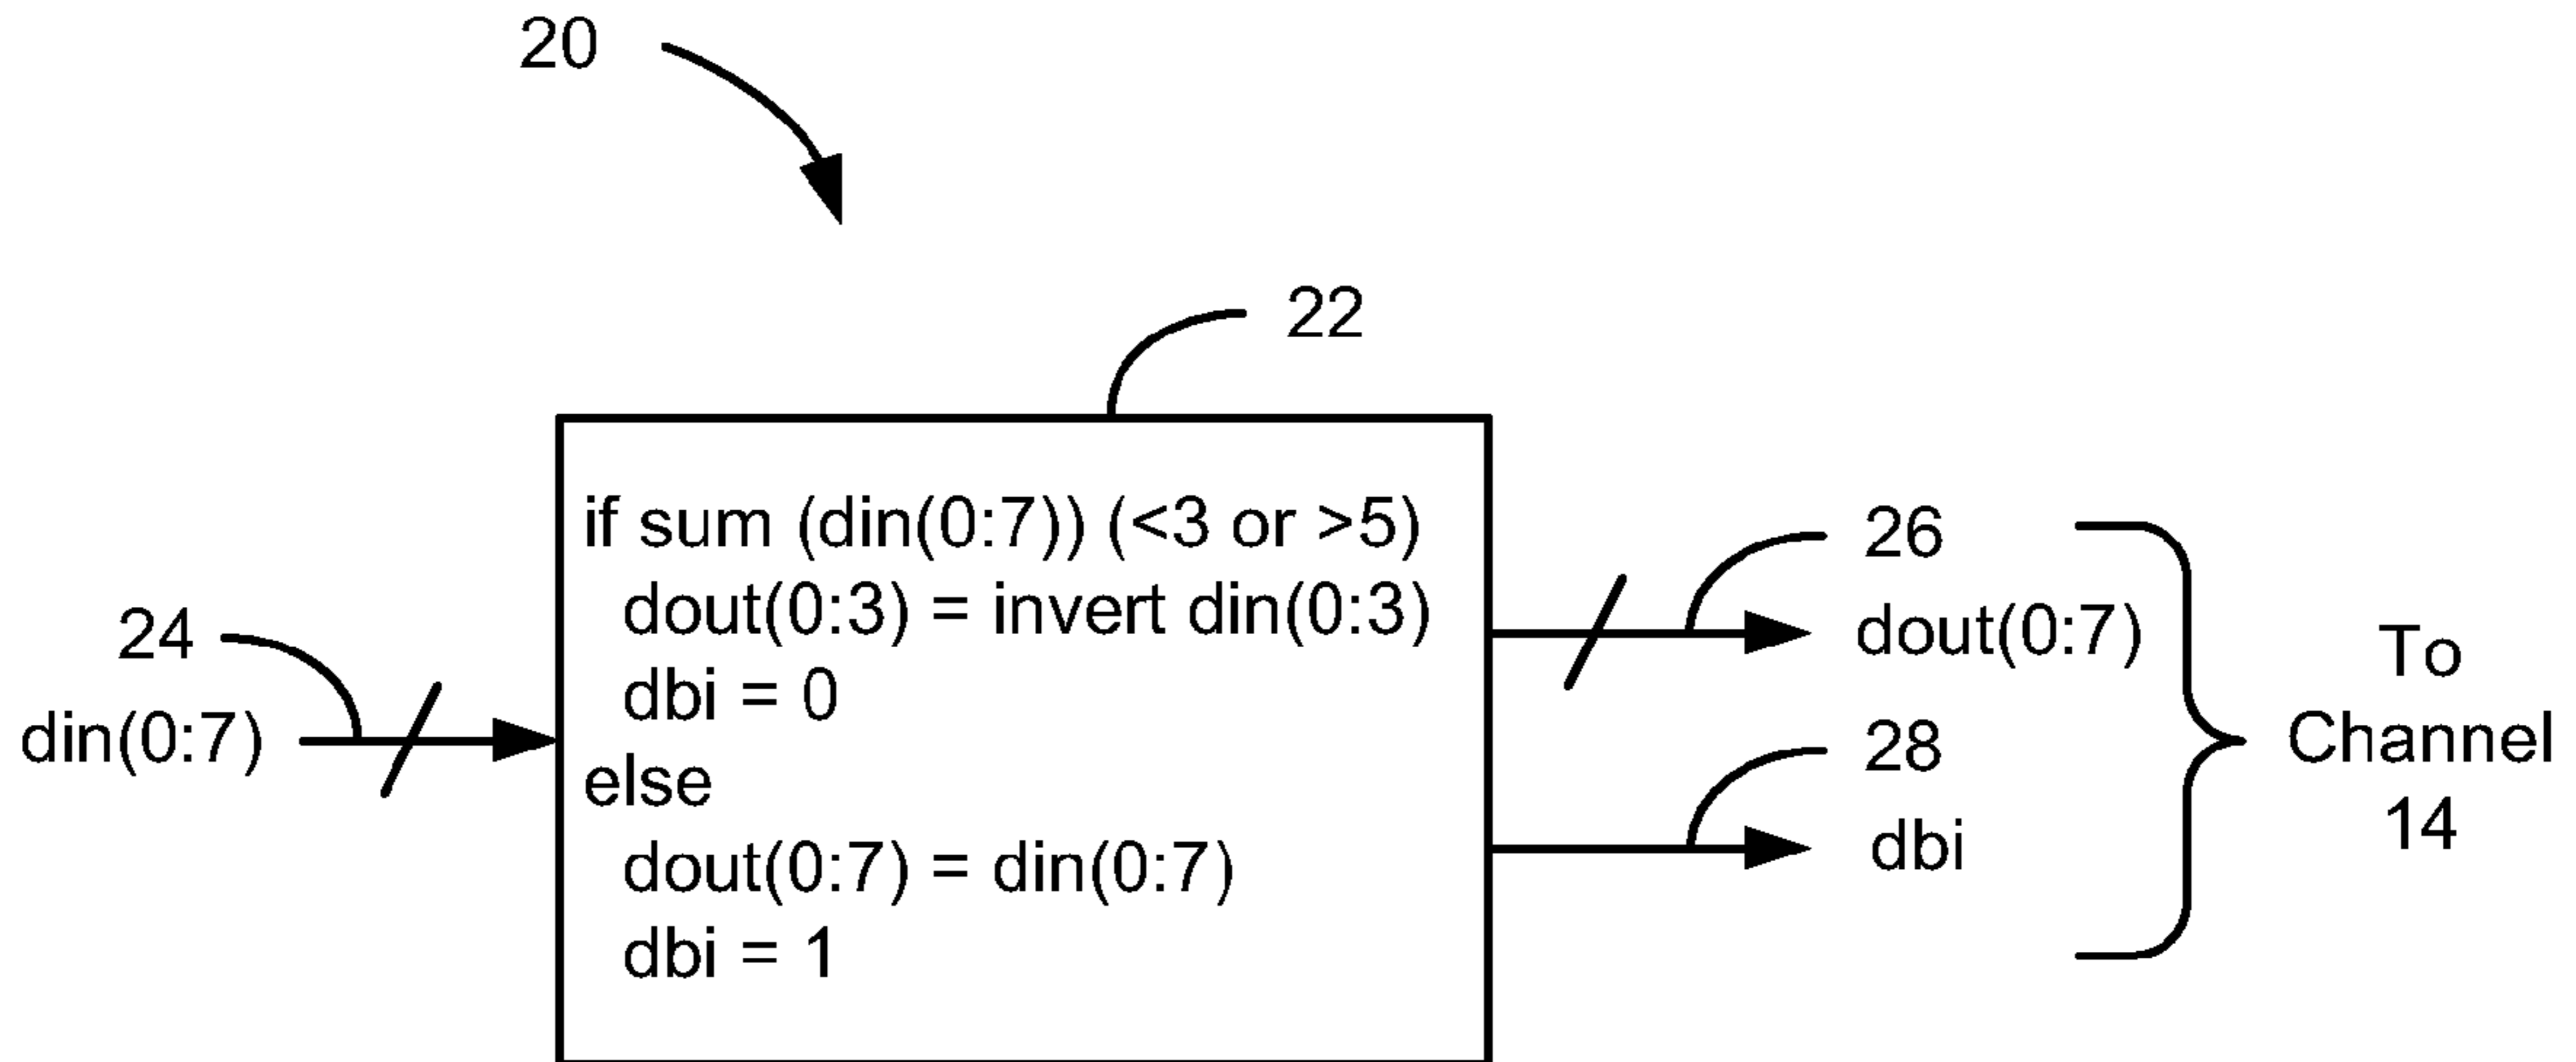 20
22
if sum (din(0:7)) (<3 or >5)
dout(0:3) = invert din(0:3)
dbi = 0
else
dout(0:7) = din(0:7)
dbi = 1
24
din(0:7)
26
dout(0:7)
28
dbi
To
Channel
14